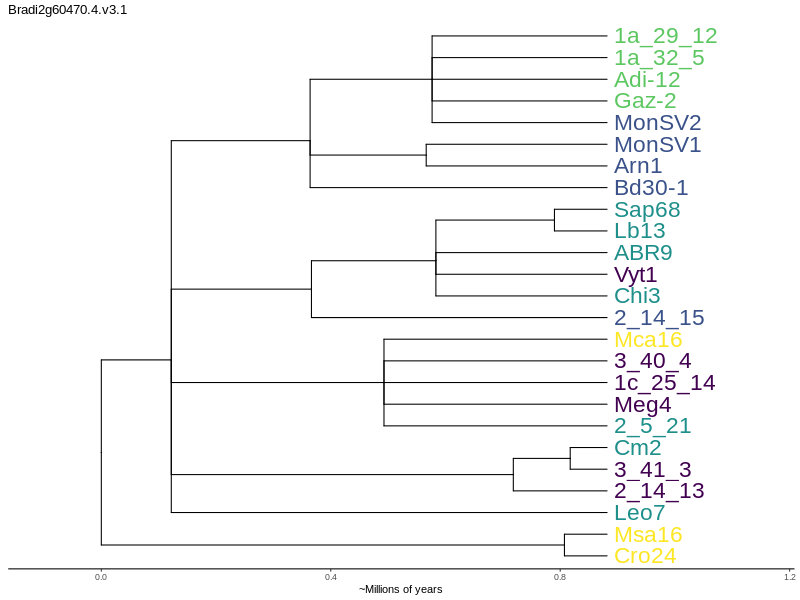 Bradi2g60470.4.v3.1
1a_29_12
1a_32_5
Adi-12
Gaz-2
MonSV2
MonSV1
Arn1
Bd30-1
Sap68
Lb13
ABR9
Vyt1
Chi3
2_14_15
Mca16
3_40_4
1c_25_14
Meg4
2_5_21
Cm2
3_41_3
2_14_13
Leo7
Msa16
Cro24
0.0 0.4 0.8 1.2
~Millions of years